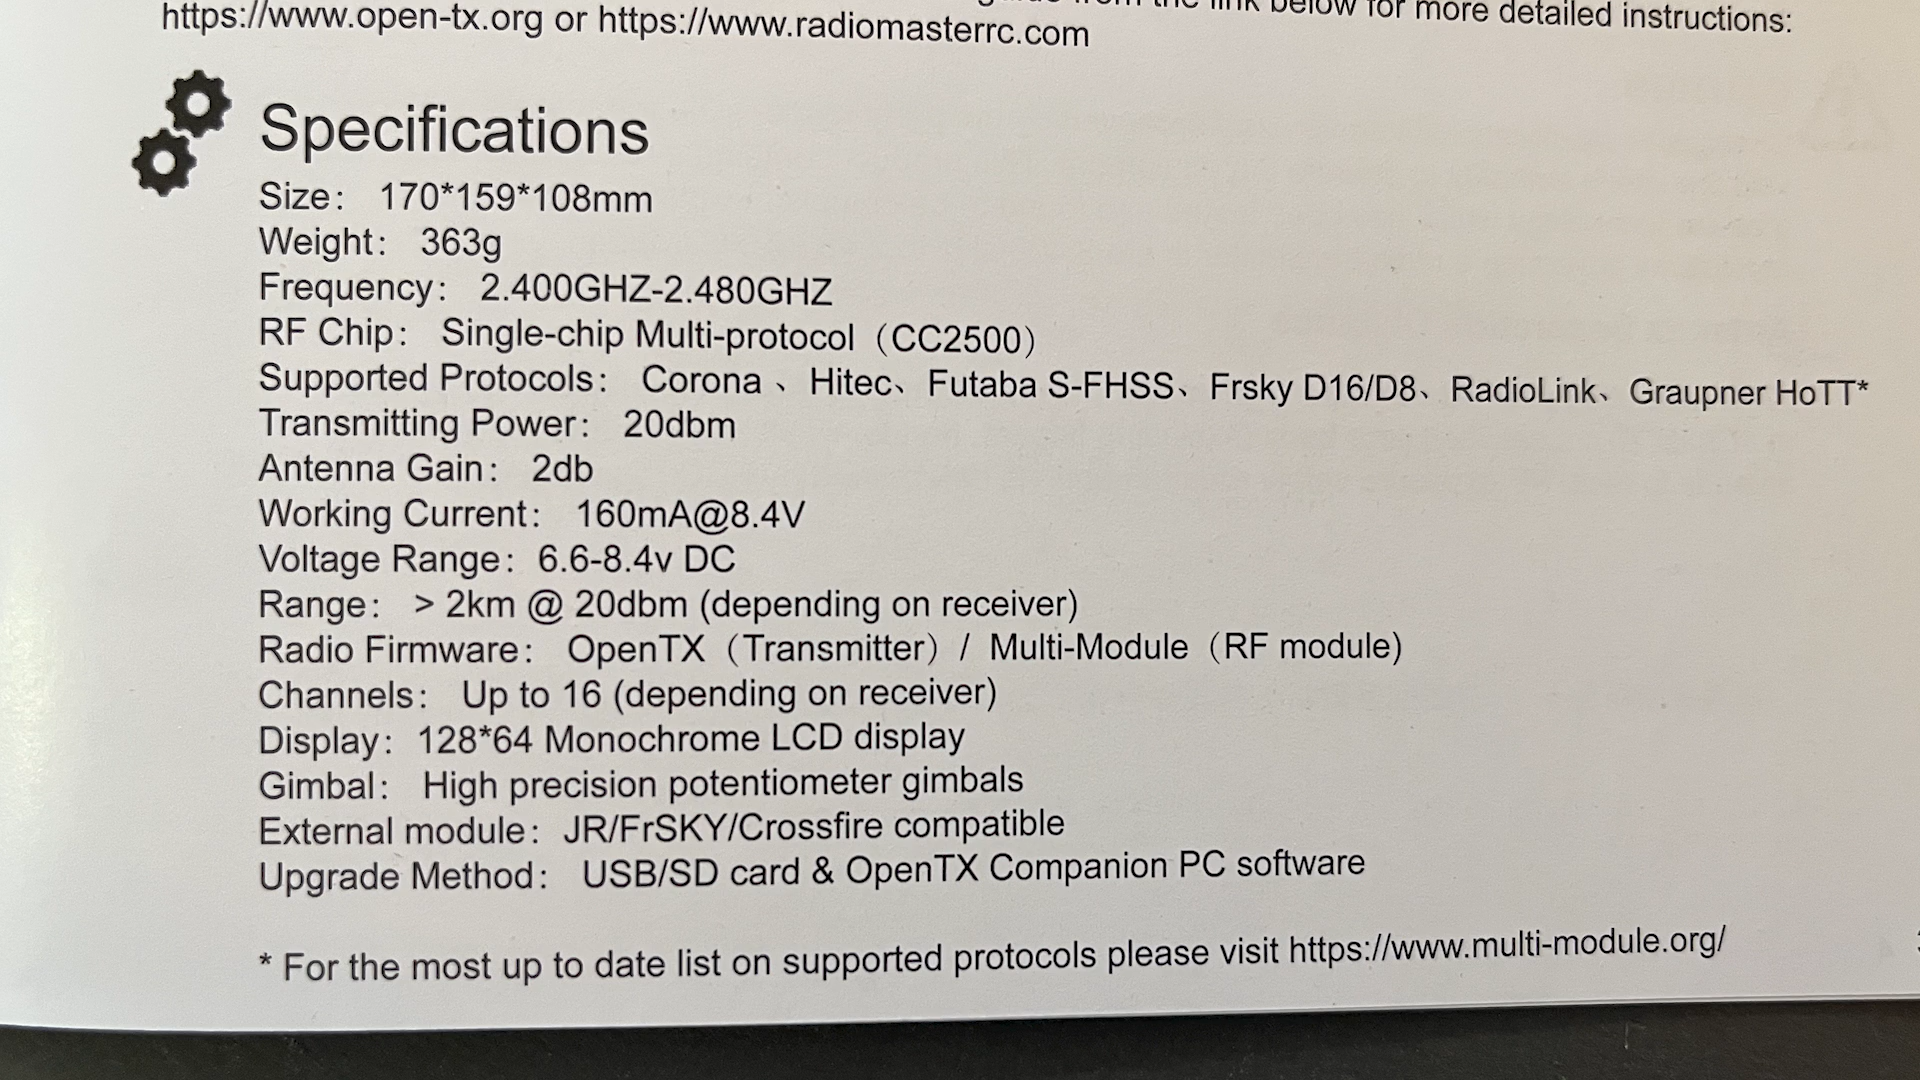 link below for more detailed instructions:
https://www.open-tx.org or https://www.radiomasterrc.com
Specifications
Size: 170*159*108mm
Weight: 363g
Frequency: 2.400GHZ-2.480GHZ
RF Chip: Single-chip Multi-protocol（CC2500）
Supported Protocols: Corona 、Hitec、Futaba S-FHSS、Frsky D16/D8、RadioLink、Graupner HoTT*
Transmitting Power: 20dbm
Antenna Gain: 2db
Working Current: 160mA@8.4V
Voltage Range: 6.6-8.4v DC
Range: > 2km @ 20dbm (depending on receiver)
Radio Firmware: OpenTX（Transmitter）/ Multi-Module（RF module)
Channels: Up to 16 (depending on receiver)
Display: 128*64 Monochrome LCD display
Gimbal: High precision potentiometer gimbals
External module: JR/FrSKY/Crossfire compatible
Upgrade Method: USB/SD card & OpenTX Companion PC software
* For the most up to date list on supported protocols please visit https://www.multi-module.org/